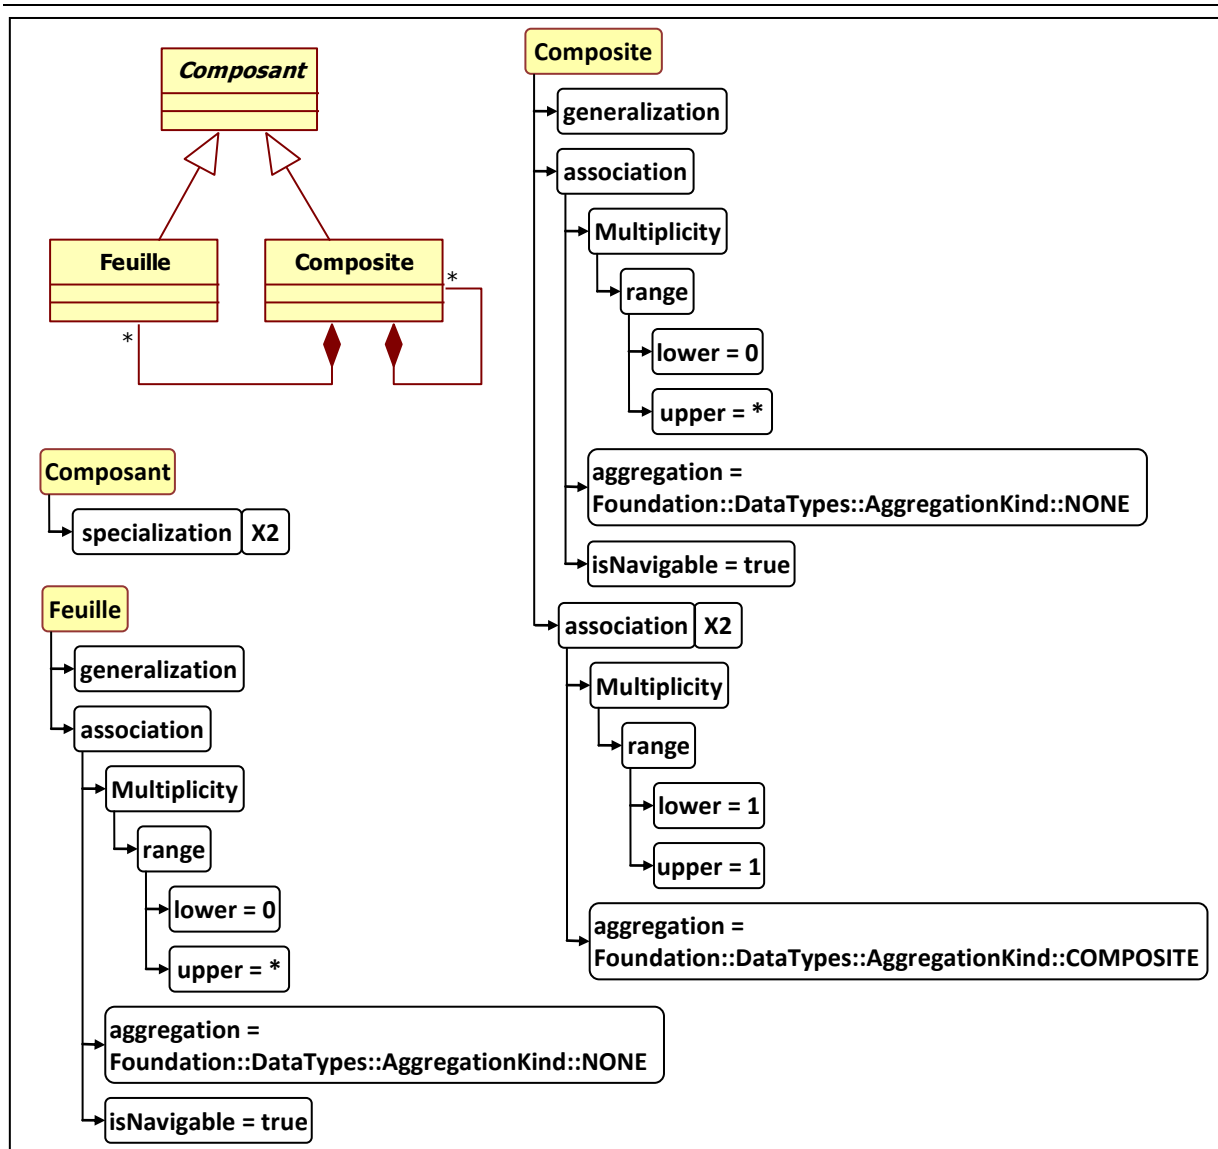 Composant
Feuille
Composite
*
*
Composant
specialization X2
Feuille
generalization
association
Multiplicity
range
lower = 0
upper = *
aggregation =
Foundation::DataTypes::AggregationKind::NONE
isNavigable = true
Composite
generalization
association
Multiplicity
range
lower = 0
upper = *
aggregation =
Foundation::DataTypes::AggregationKind::NONE
isNavigable = true
association X2
Multiplicity
range
lower = 1
upper = 1
aggregation =
Foundation::DataTypes::AggregationKind::COMPOSITE